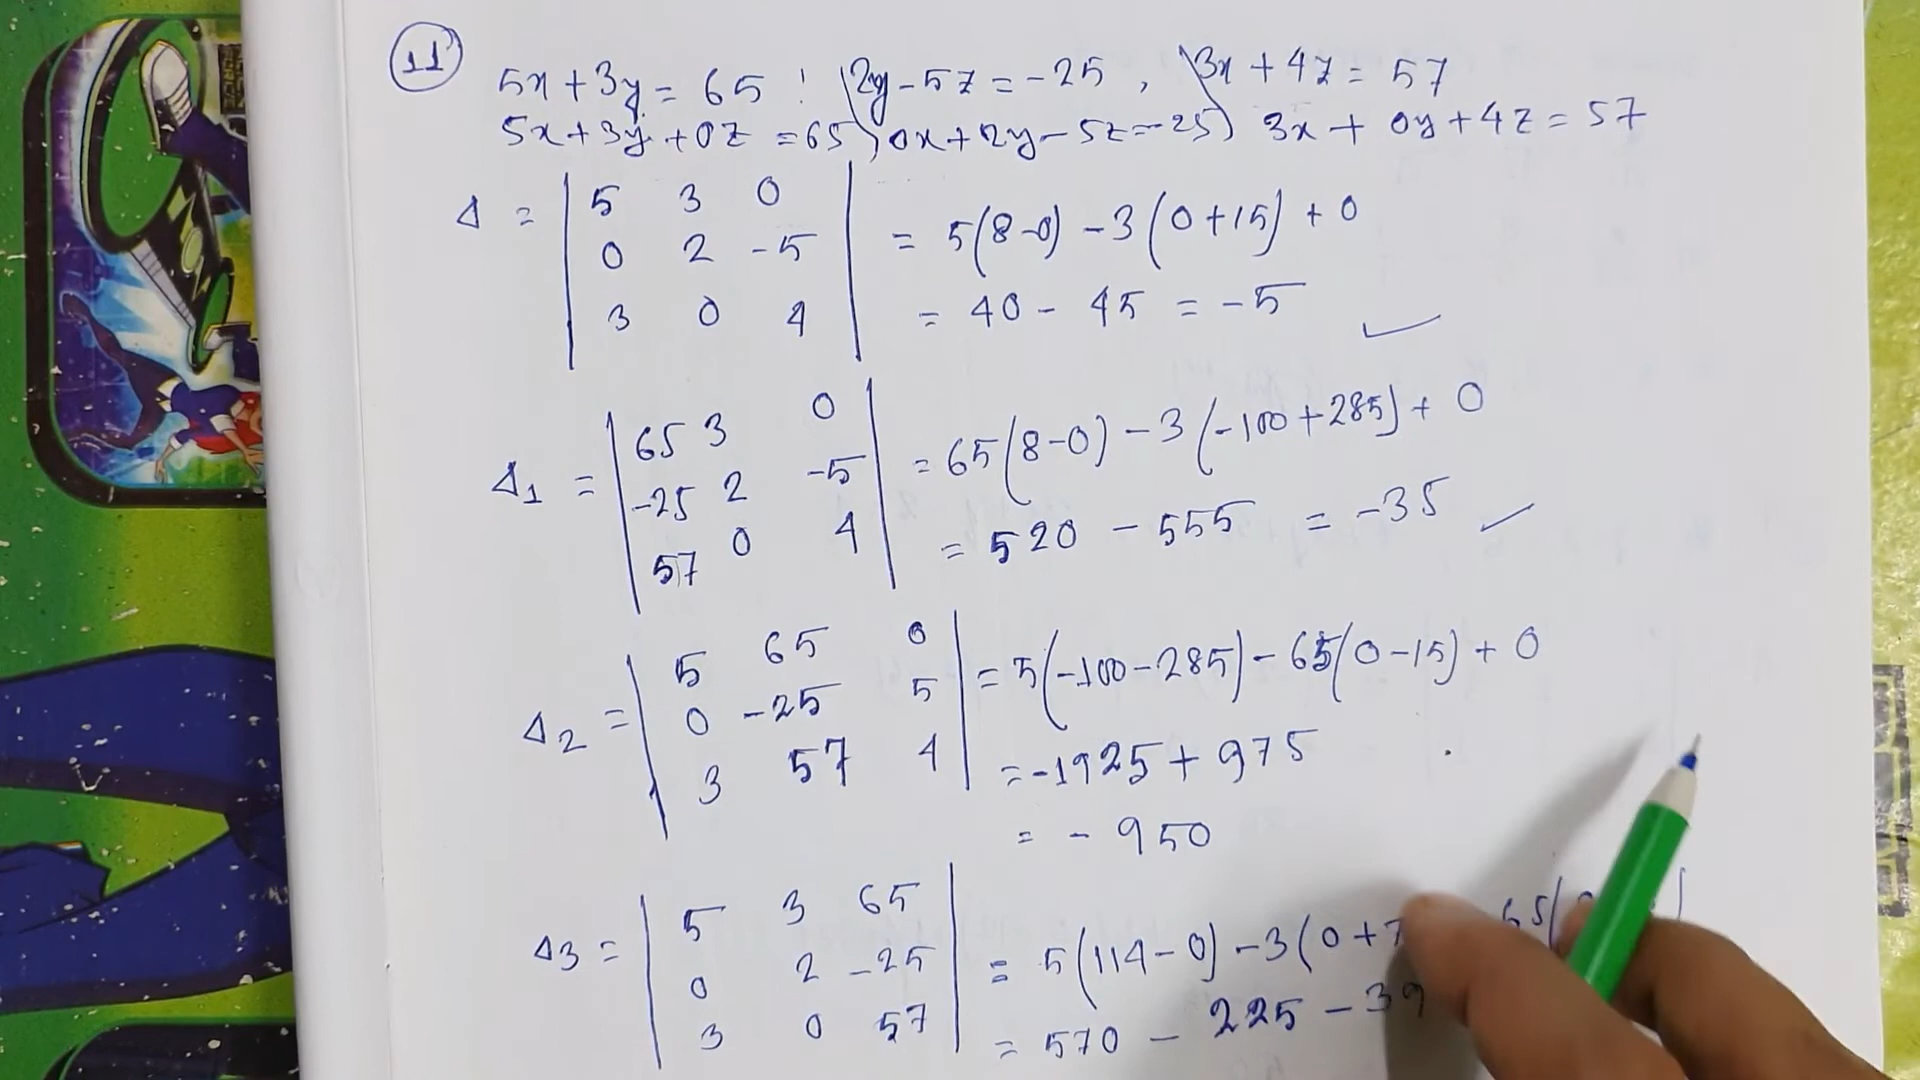 11
5x + 3y = 65 ; 2y - 5z = -25 , 3x + 4z = 57
5x + 3y + 0z = 65, 0x + 2y - 5z = -25, 3x + 0y + 4z = 57
Δ = | 5 3 0 | = 5(8-0) - 3(0+15) + 0
0 2 -5
3 0 4 | = 40 - 45 = -5 ✓
Δ1 = | 65 3 0 | = 65(8-0) - 3(-100+285) + 0
-25 2 -5
57 0 4 | = 520 - 555 = -35 ✓
Δ2 = | 5 65 0 | = 5(-100-285) - 65(0-15) + 0
0 -25 5
3 57 4 | = -1925 + 975
= - 950
Δ3 = | 5 3 65 | = 5(114-0) - 3(0+7 65(
0 2 -25
3 0 57 | = 570 - 225 - 39